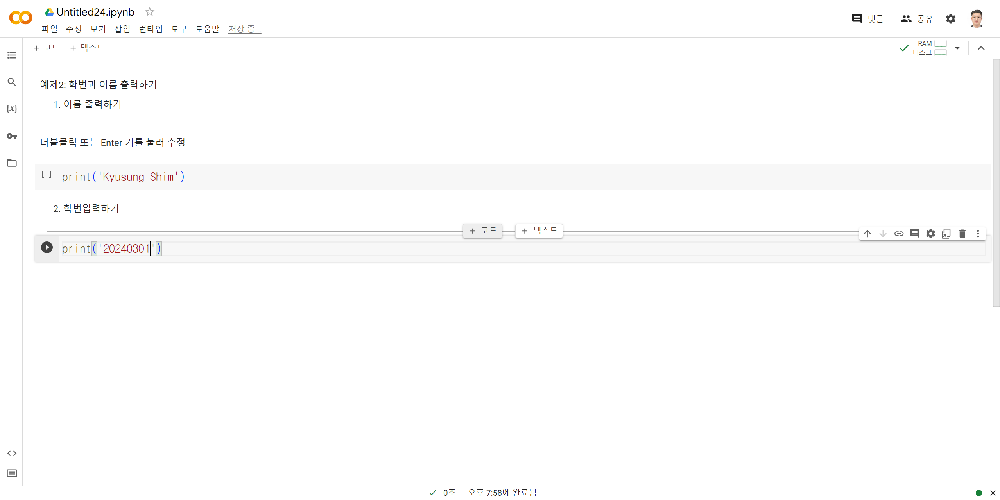 Untitled24.ipynb
파일 수정 보기 삽입 런타임 도구 도움말 저장 중...
댓글 공유
+ 코드 + 텍스트
RAM
디스크
예제2: 학번과 이름 출력하기
1. 이름 출력하기
더블클릭 또는 Enter 키를 눌러 수정
[ ] print('Kyusung Shim')
2. 학번입력하기
+ 코드 + 텍스트
print('20240301')
0초 오후 7:58에 완료됨